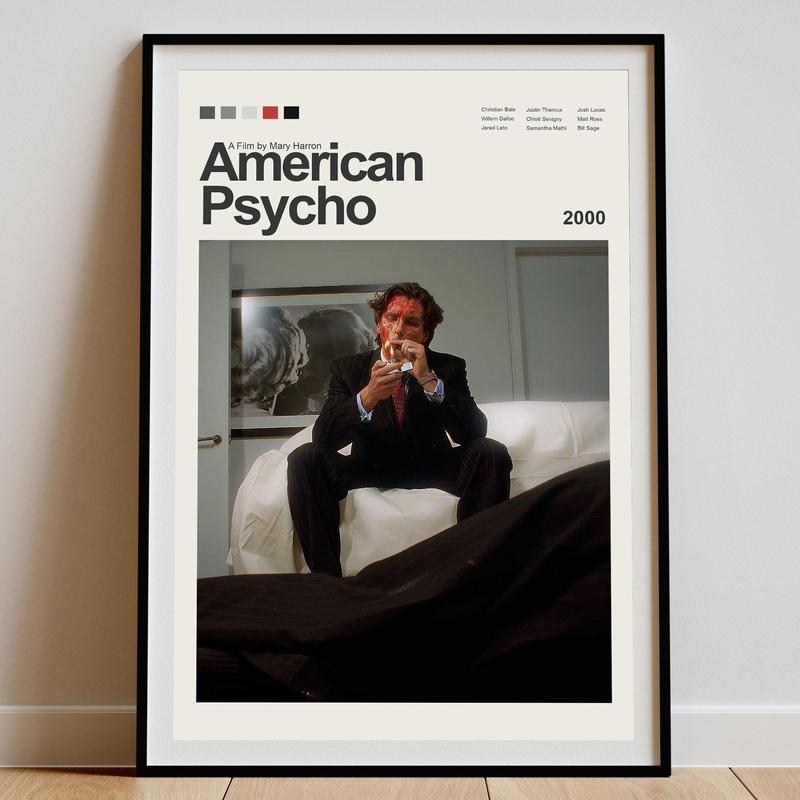 Christian Bale Justin Theroux Josh Lucas
Willem Dafoe Chloë Sevigny Matt Ross
Jared Leto Samantha Mathi Bill Sage
A Film by Mary Harron
American
Psycho
2000